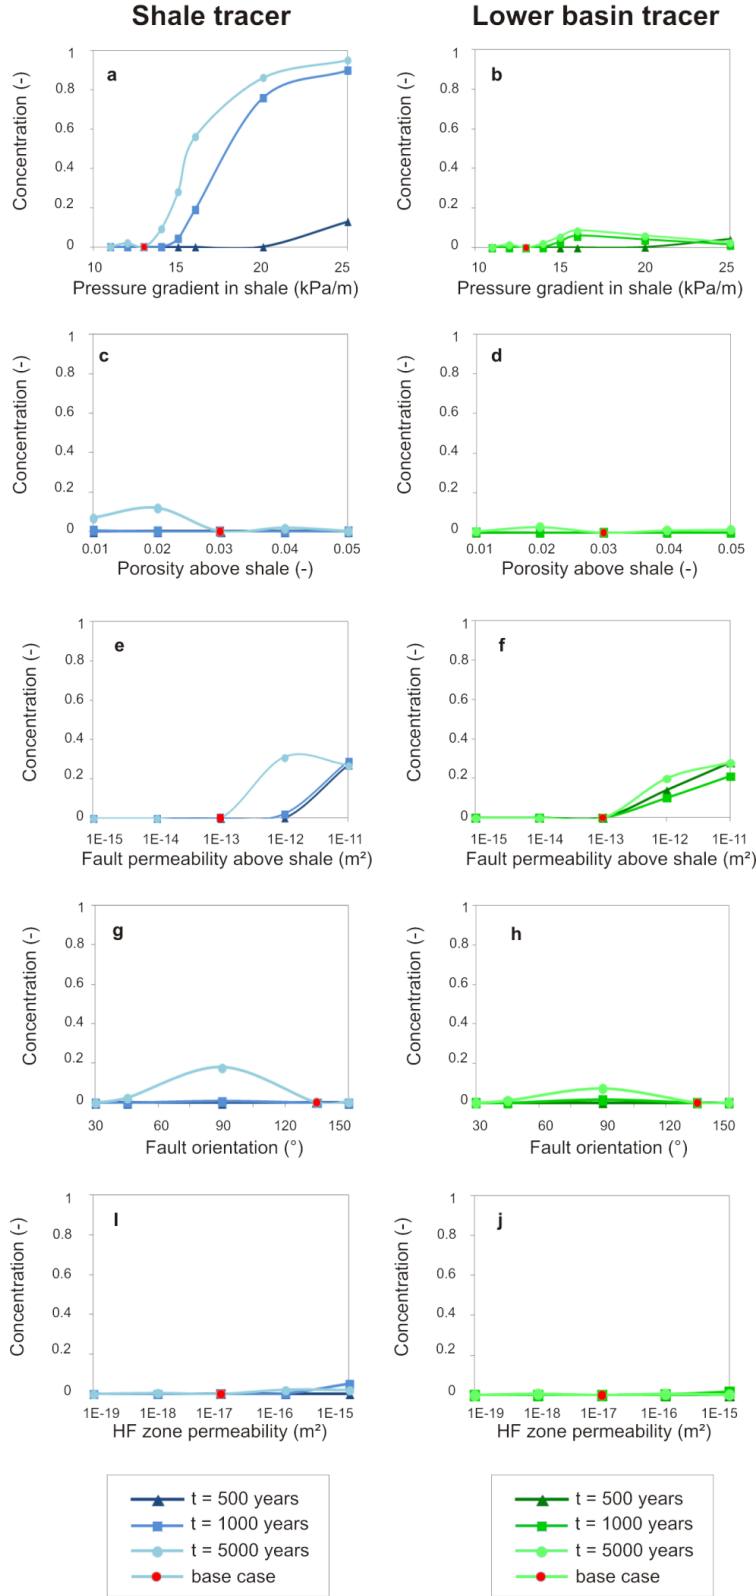 Shale tracer
Lower basin tracer
Concentration (-)
1
0.8
0.6
0.4
0.2
0
a
10 15 20 25
Pressure gradient in shale (kPa/m)
Concentration (-)
1
0.8
0.6
0.4
0.2
0
b
10 15 20 25
Pressure gradient in shale (kPa/m)
Concentration (-)
1
0.8
0.6
0.4
0.2
0
c
0.01 0.02 0.03 0.04 0.05
Porosity above shale (-)
Concentration (-)
1
0.8
0.6
0.4
0.2
0
d
0.01 0.02 0.03 0.04 0.05
Porosity above shale (-)
Concentration (-)
1
0.8
0.6
0.4
0.2
0
e
1E-15 1E-14 1E-13 1E-12 1E-11
Fault permeability above shale (m²)
Concentration (-)
1
0.8
0.6
0.4
0.2
0
f
1E-15 1E-14 1E-13 1E-12 1E-11
Fault permeability above shale (m²)
Concentration (-)
1
0.8
0.6
0.4
0.2
0
g
30 60 90 120 150
Fault orientation (°)
Concentration (-)
1
0.8
0.6
0.4
0.2
0
h
30 60 90 120 150
Fault orientation (°)
Concentration (-)
1
0.8
0.6
0.4
0.2
0
I
1E-19 1E-18 1E-17 1E-16 1E-15
HF zone permeability (m²)
Concentration (-)
1
0.8
0.6
0.4
0.2
0
j
1E-19 1E-18 1E-17 1E-16 1E-15
HF zone permeability (m²)
t = 500 years
t = 1000 years
t = 5000 years
base case
t = 500 years
t = 1000 years
t = 5000 years
base case